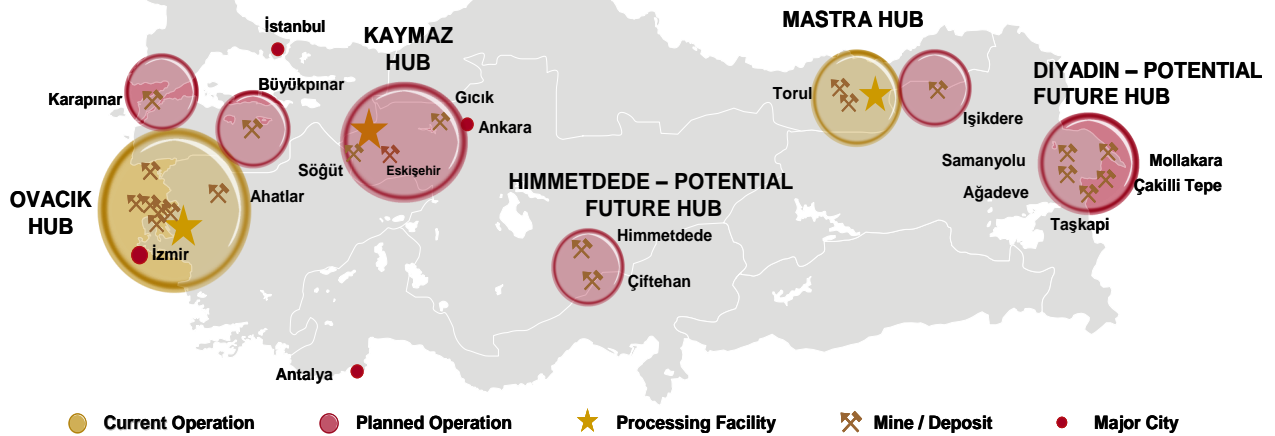 İstanbul
KAYMAZ
HUB
MASTRA HUB
DIYADIN – POTENTIAL
FUTURE HUB
Karapınar
Büyükpınar
Gıcık
Ankara
Torul
Işikdere
Söğüt
Eskişehir
Samanyolu
Mollakara
OVACIK
HUB
Ahatlar
HIMMETDEDE – POTENTIAL
FUTURE HUB
Ağadeve
Çakilli Tepe
Taşkapi
İzmir
Himmetdede
Çiftehan
Antalya
Current Operation
Planned Operation
Processing Facility
Mine / Deposit
Major City